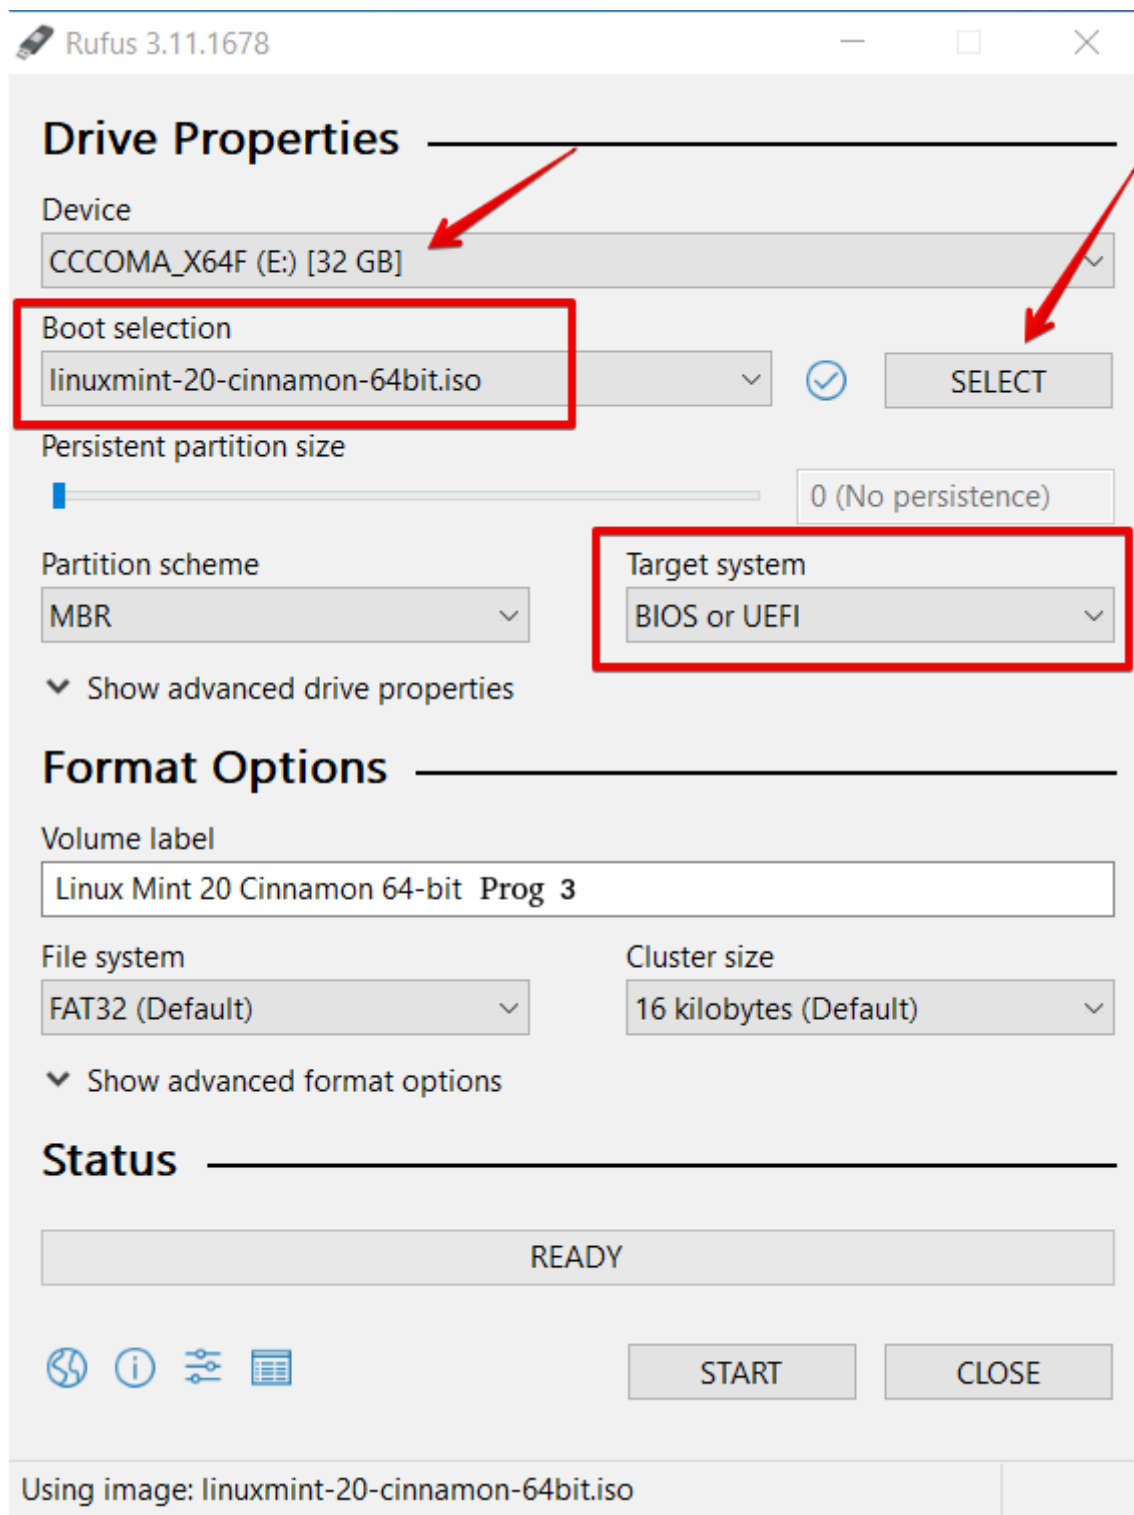 Rufus 3.11.1678
Drive Properties
Device
CCCOMA_X64F (E:) [32 GB]
Boot selection
linuxmint-20-cinnamon-64bit.iso
SELECT
Persistent partition size
0 (No persistence)
Partition scheme
Target system
MBR
BIOS or UEFI
Show advanced drive properties
Format Options
Volume label
Linux Mint 20 Cinnamon 64-bit Prog 3
File system
Cluster size
FAT32 (Default)
16 kilobytes (Default)
Show advanced format options
Status
READY
START
CLOSE
Using image: linuxmint-20-cinnamon-64bit.iso